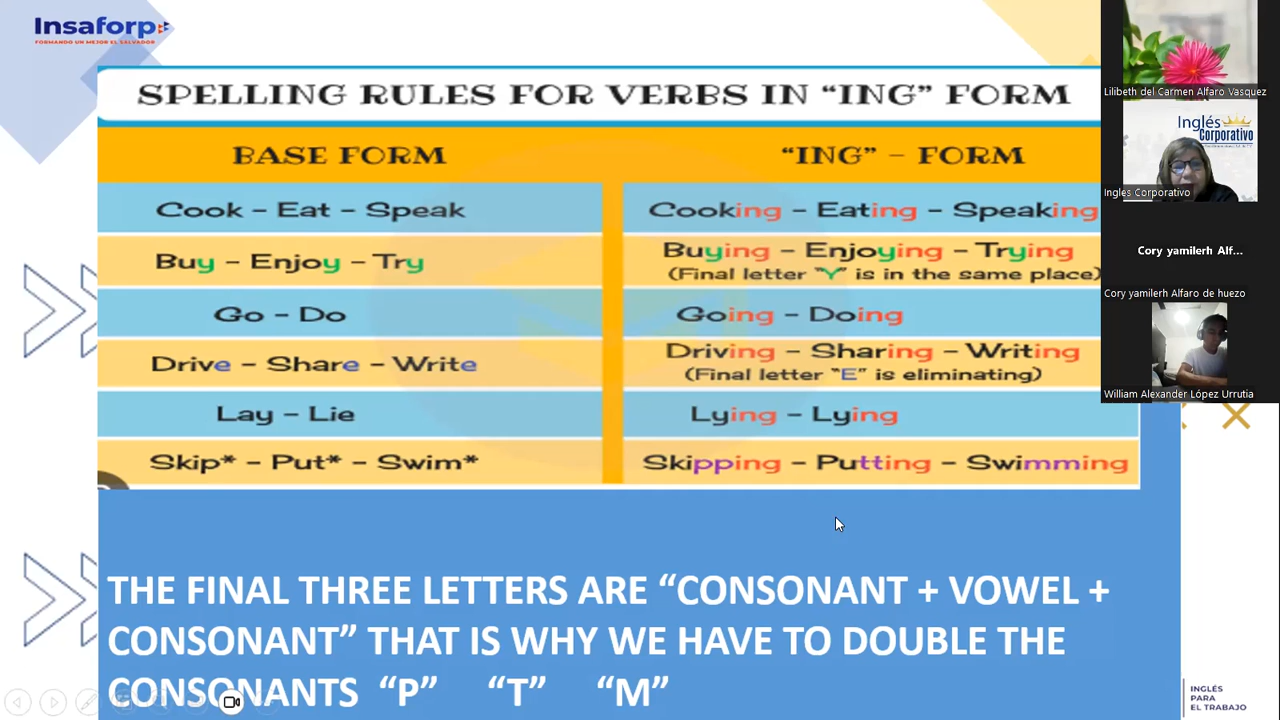 Insaforp
FORMANDO UN MEJOR EL SALVADOR
SPELLING RULES FOR VERBS IN “ING” FORM
BASE FORM
“ING” – FORM
Cook – Eat – Speak
Cooking – Eating – Speaking
Buy – Enjoy – Try
Buying – Enjoying – Trying
(Final letter “Y” is in the same place)
Go – Do
Going – Doing
Drive – Share – Write
Driving – Sharing – Writing
(Final letter “E” is eliminating)
Lay – Lie
Lying – Lying
Skip* – Put* – Swim*
Skipping – Putting – Swimming
THE FINAL THREE LETTERS ARE “CONSONANT + VOWEL +
CONSONANT” THAT IS WHY WE HAVE TO DOUBLE THE
CONSONANTS “P” “T” “M”
INGLÉS
PARA
EL TRABAJO
Lilibeth del Carmen Alfaro Vasquez
Inglés
Corporativo
Ingles Corporativo
Cory yamilerh Alf...
Cory yamilerh Alfaro de huezo
William Alexander López Urrutia